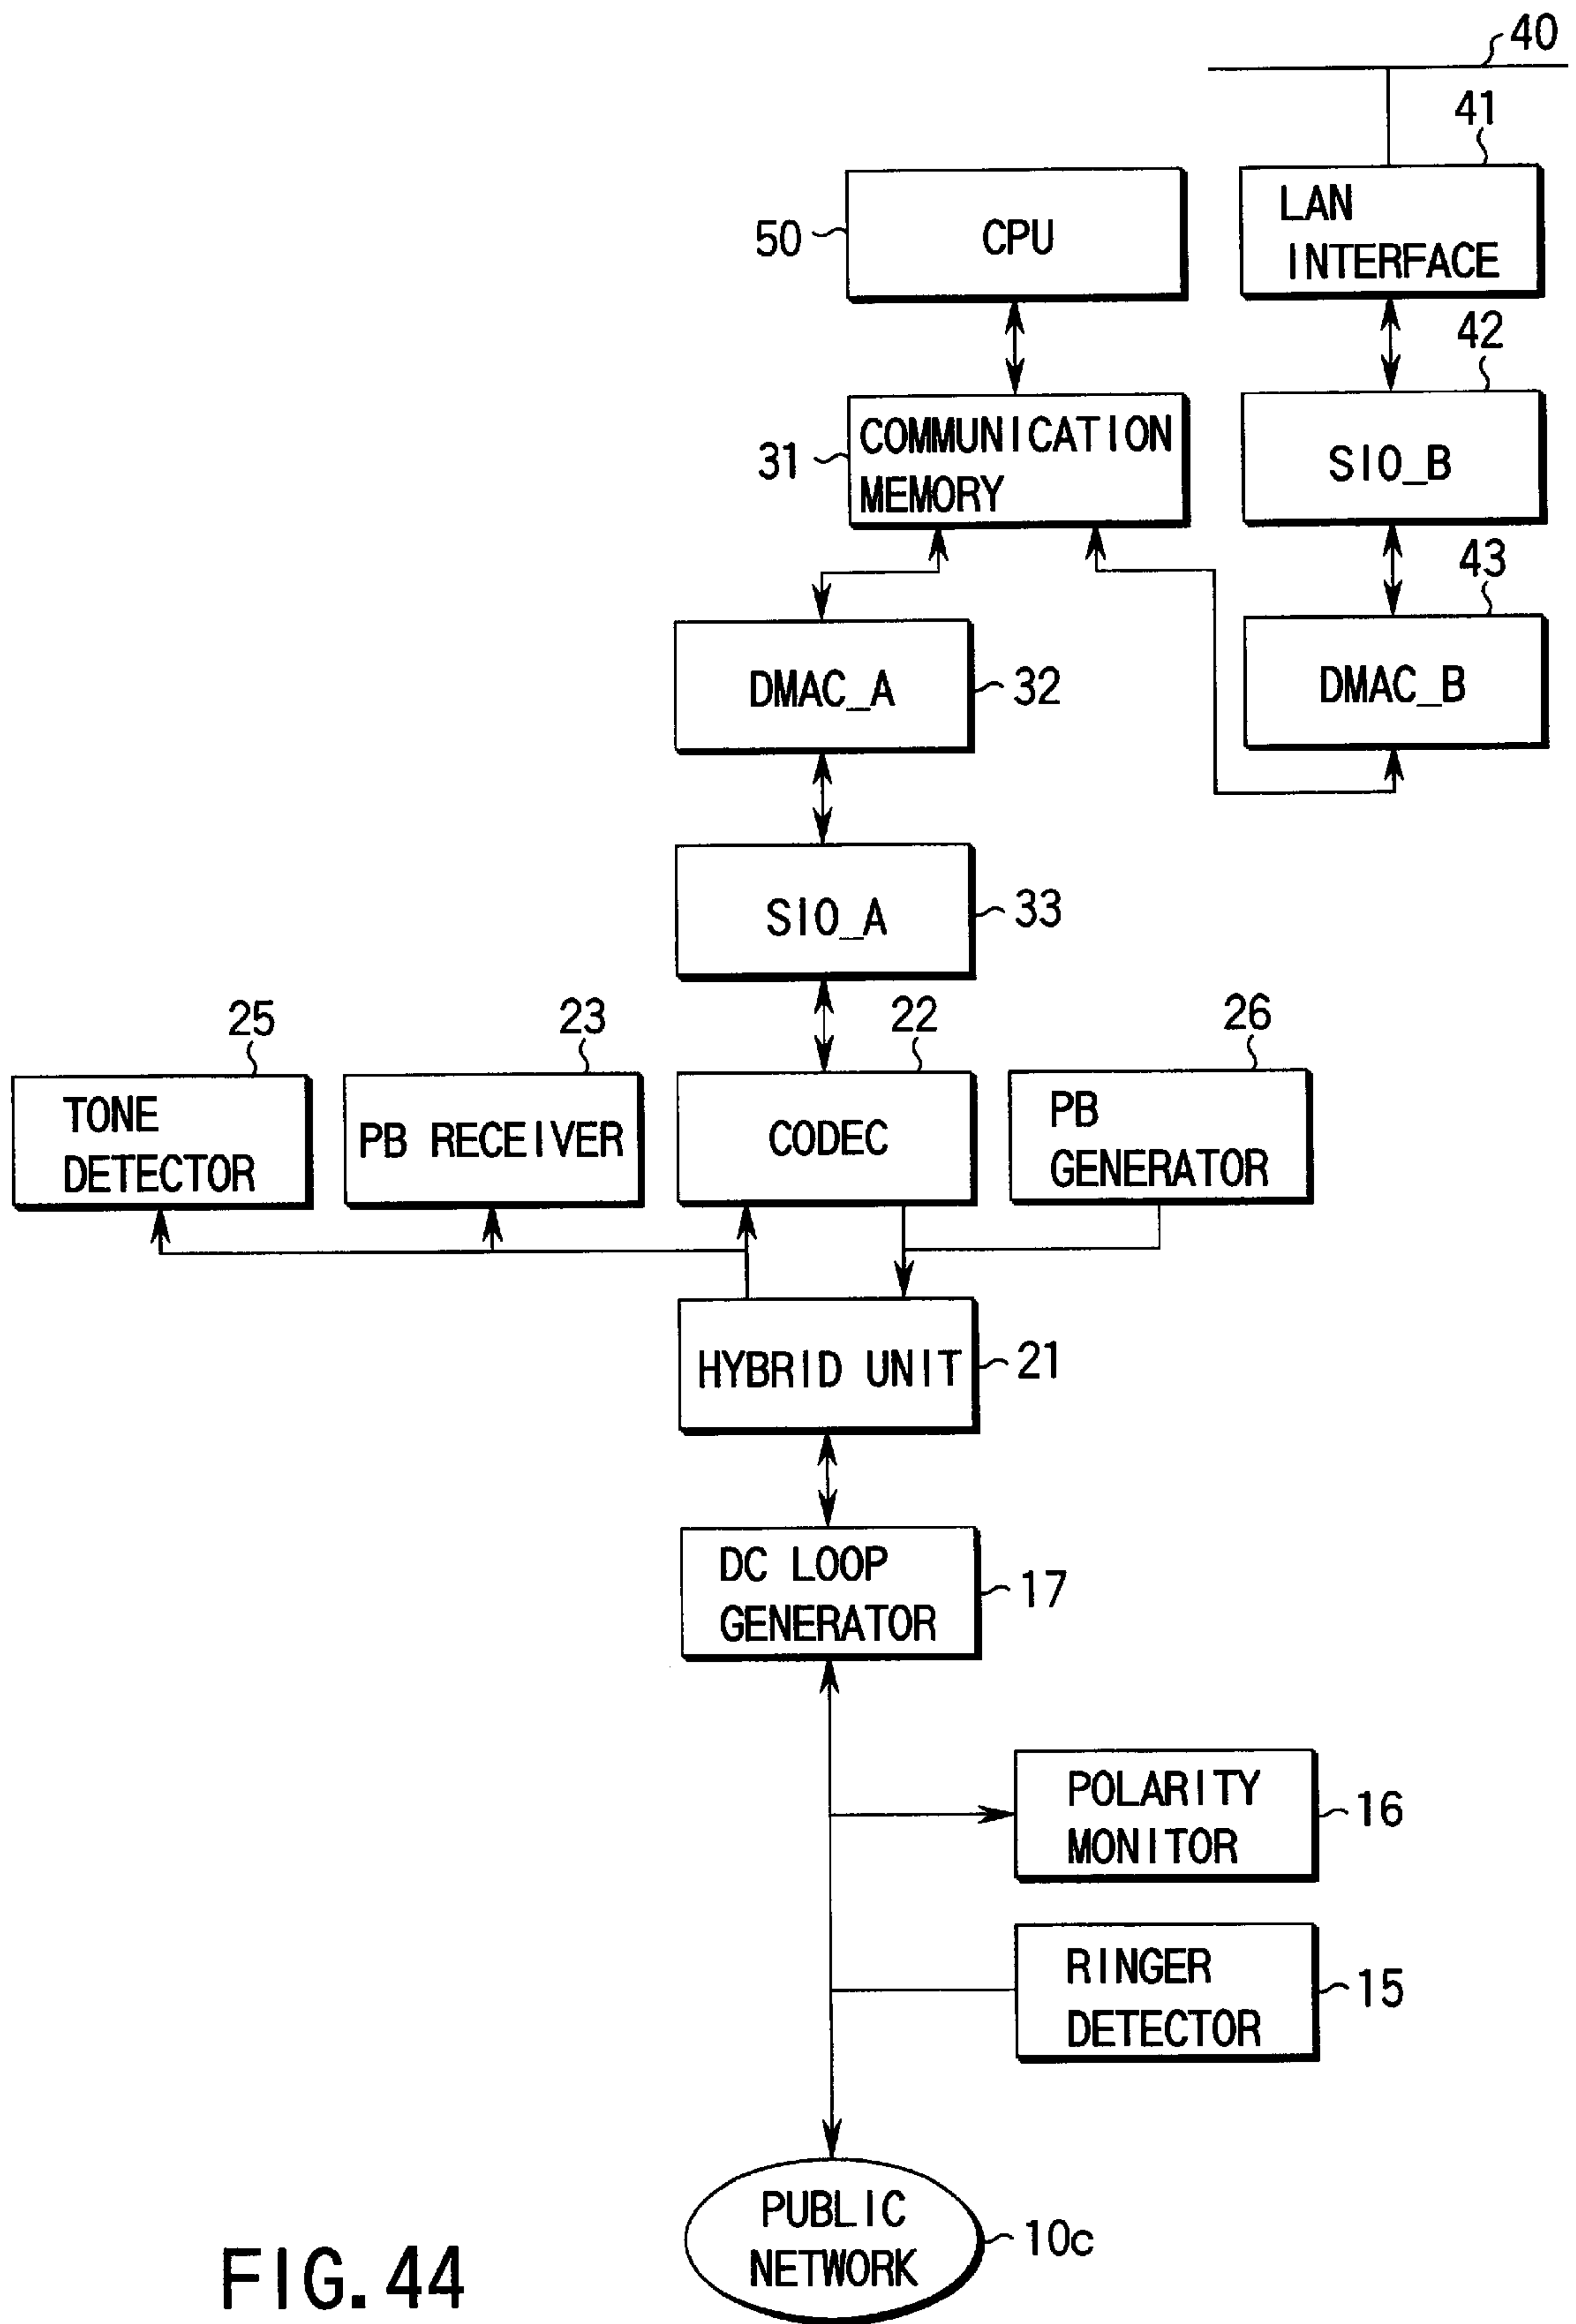 40
41
LAN
INTERFACE
50
CPU
42
31
COMMUNICATION
MEMORY
SIO_B
43
DMAC_A
32
DMAC_B
SIO_A
33
25
23
22
26
TONE
DETECTOR
PB RECEIVER
CODEC
PB
GENERATOR
HYBRID UNIT
21
DC LOOP
GENERATOR
17
POLARITY
MONITOR
16
RINGER
DETECTOR
15
PUBLIC
NETWORK
10c
FIG. 44